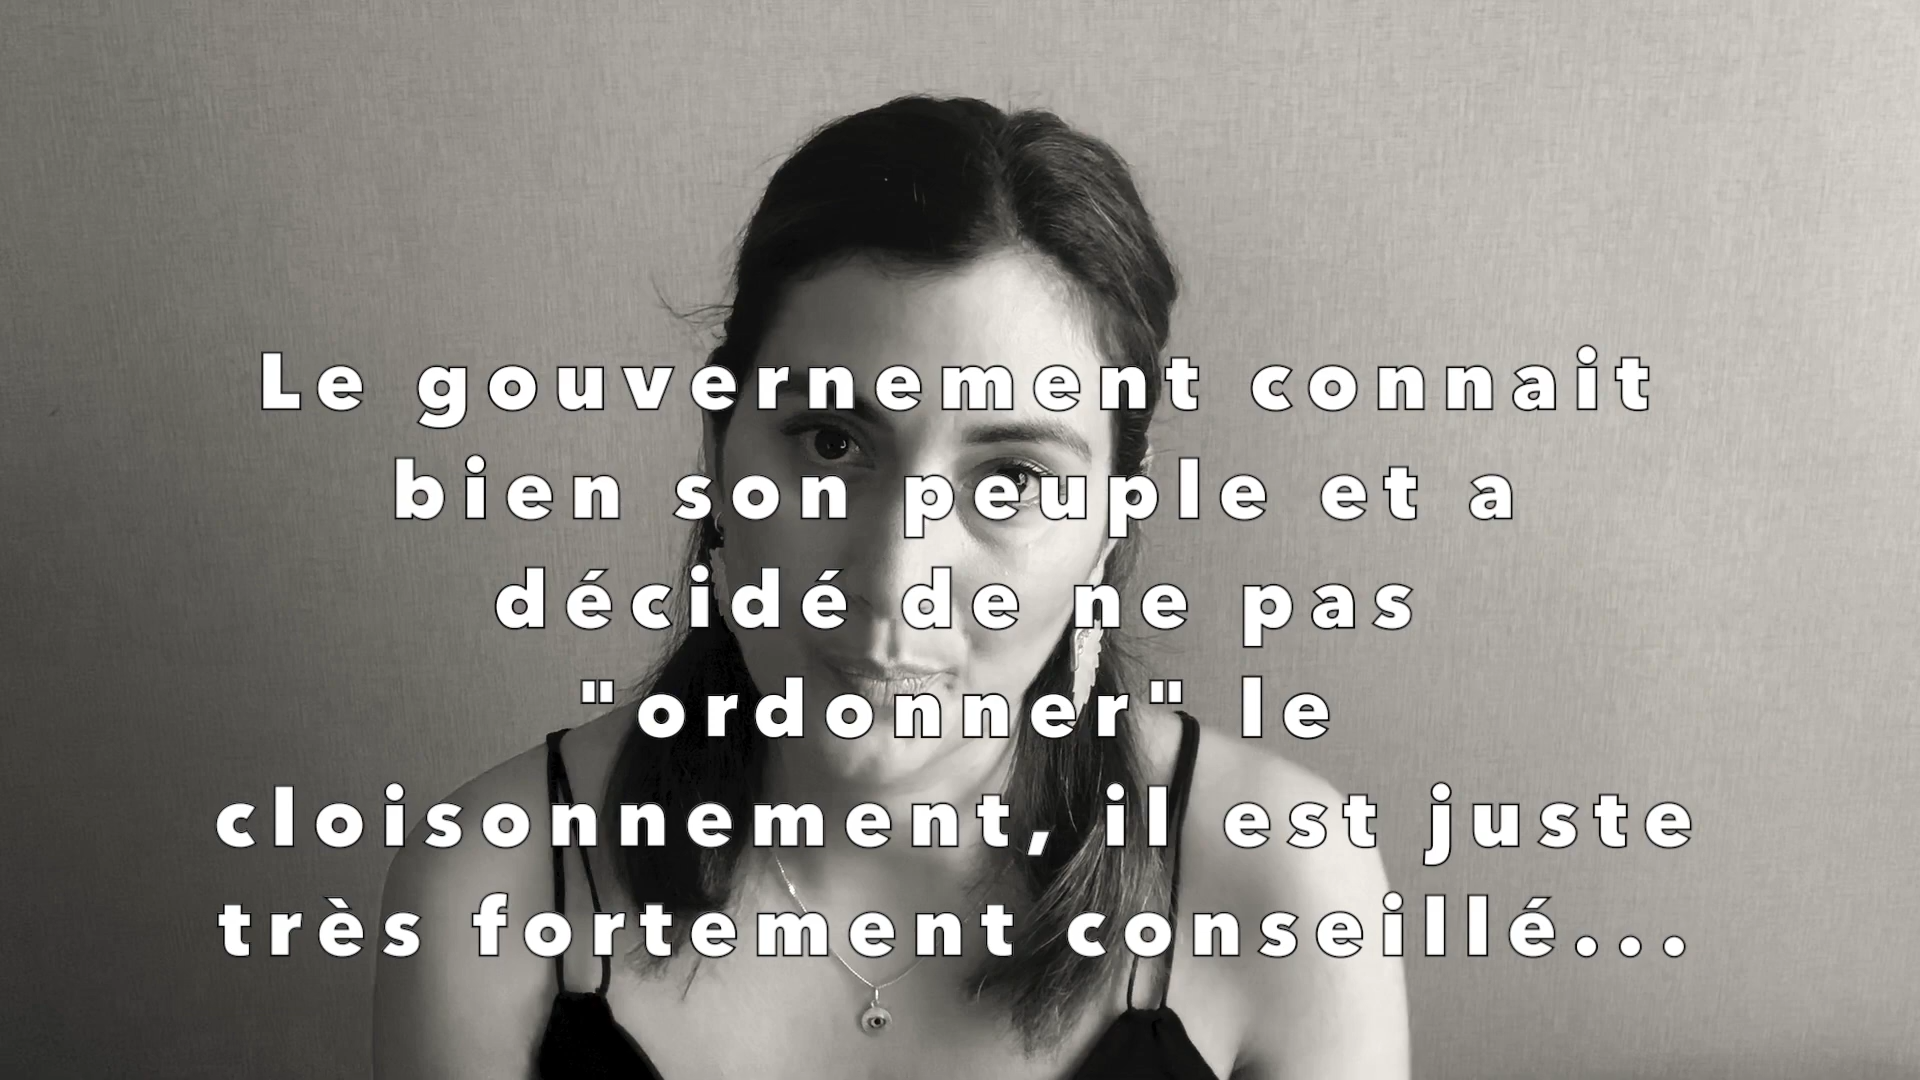 Le gouvernement connait
bien son peuple et a
décidé de ne pas
"ordonner" le
cloisonnement, il est juste
très fortement conseillé...